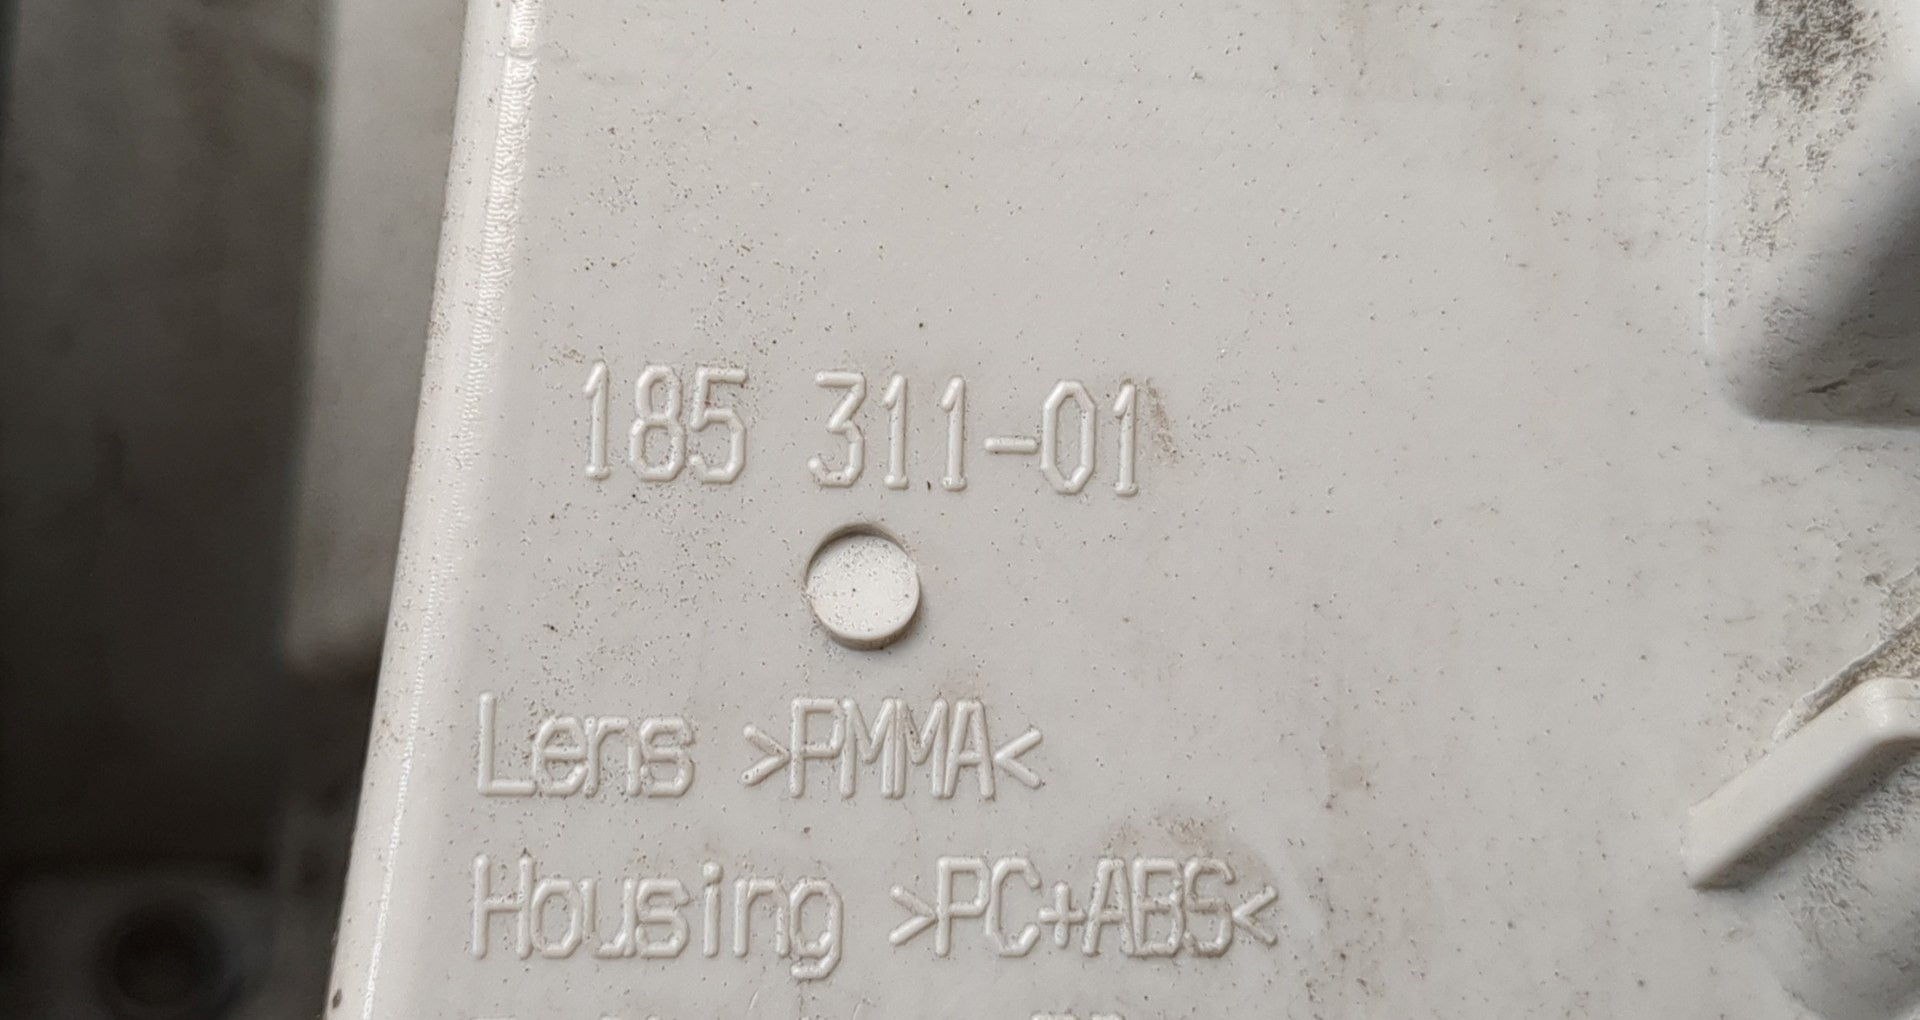 185 311-01
Lens >PMMA<
Housing >PC+ABS<